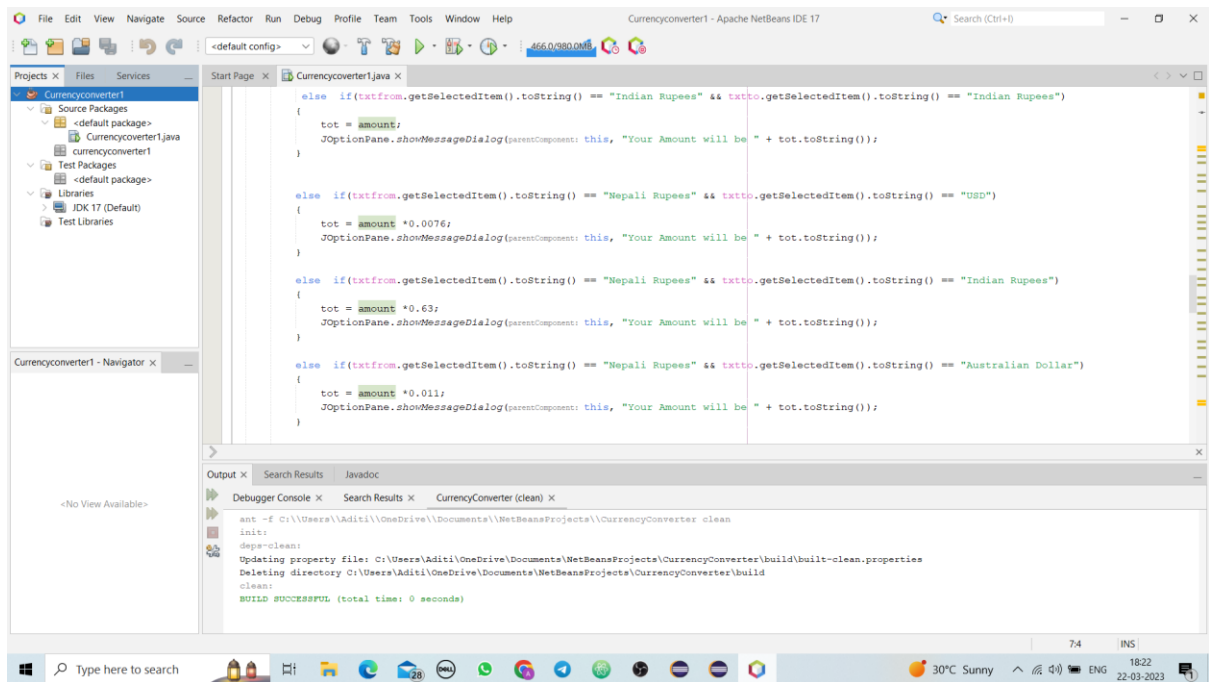 File Edit View Navigate Source Refactor Run Debug Profile Team Tools Window Help Currencyconverter1 - Apache NetBeans IDE 17 Search (Ctrl+I)
<default config> 466.0/980.0MB
Projects Files Services
Currencyconverter1
Source Packages
<default package>
Currencycoverter1.java
currencyconverter1
Test Packages
<default package>
Libraries
JDK 17 (Default)
Test Libraries
Currencyconverter1 - Navigator
<No View Available>
Start Page Currencycoverter1.java
else if(txtfrom.getSelectedItem().toString() == "Indian Rupees" && txtto.getSelectedItem().toString() == "Indian Rupees")
{
tot = amount;
JOptionPane.showMessageDialog(parentComponent: this, "Your Amount will be " + tot.toString());
}
else if(txtfrom.getSelectedItem().toString() == "Nepali Rupees" && txtto.getSelectedItem().toString() == "USD")
{
tot = amount *0.0076;
JOptionPane.showMessageDialog(parentComponent: this, "Your Amount will be " + tot.toString());
}
else if(txtfrom.getSelectedItem().toString() == "Nepali Rupees" && txtto.getSelectedItem().toString() == "Indian Rupees")
{
tot = amount *0.63;
JOptionPane.showMessageDialog(parentComponent: this, "Your Amount will be " + tot.toString());
}
else if(txtfrom.getSelectedItem().toString() == "Nepali Rupees" && txtto.getSelectedItem().toString() == "Australian Dollar")
{
tot = amount *0.011;
JOptionPane.showMessageDialog(parentComponent: this, "Your Amount will be " + tot.toString());
}
Output Search Results Javadoc
Debugger Console Search Results CurrencyConverter (clean)
ant -f C:\\Users\\Aditi\\OneDrive\\Documents\\NetBeansProjects\\CurrencyConverter clean
init:
deps-clean:
Updating property file: C:\Users\Aditi\OneDrive\Documents\NetBeansProjects\CurrencyConverter\build\built-clean.properties
Deleting directory C:\Users\Aditi\OneDrive\Documents\NetBeansProjects\CurrencyConverter\build
clean:
BUILD SUCCESSFUL (total time: 0 seconds)
7:4 INS
Type here to search 28 DELL 30°C Sunny ENG 18:22
22-03-2023 1